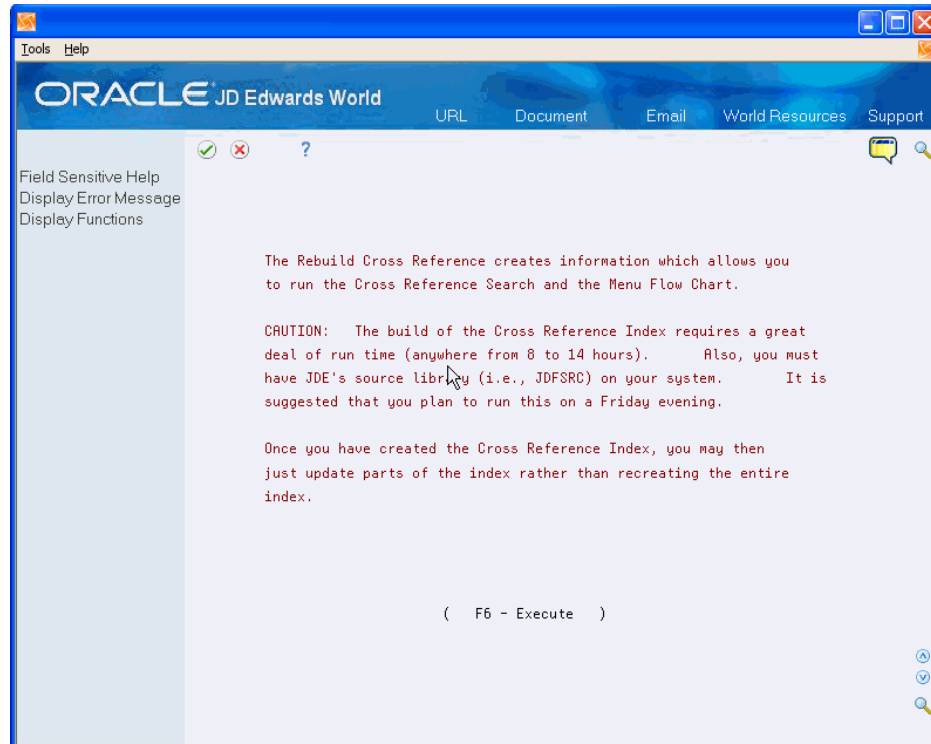 Tools Help
ORACLE JD Edwards World
URL Document Email World Resources Support
?
Field Sensitive Help
Display Error Message
Display Functions
The Rebuild Cross Reference creates information which allows you
to run the Cross Reference Search and the Menu Flow Chart.
CAUTION: The build of the Cross Reference Index requires a great
deal of run time (anywhere from 8 to 14 hours). Also, you must
have JDE's source library (i.e., JDFSRC) on your system. It is
suggested that you plan to run this on a Friday evening.
Once you have created the Cross Reference Index, you may then
just update parts of the index rather than recreating the entire
index.
( F6 - Execute )